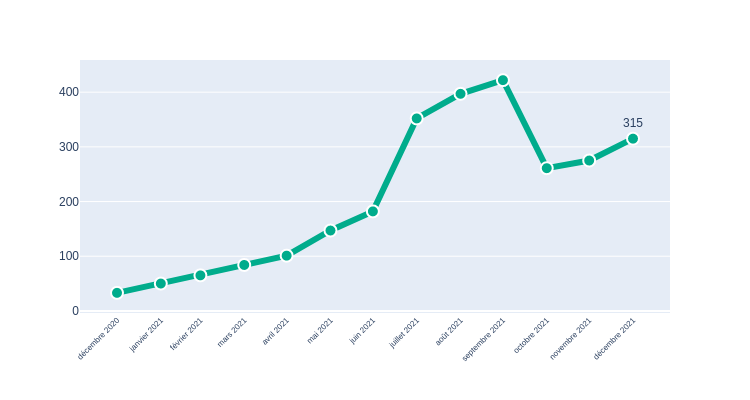 400
300
200
100
0
315
décembre 2020
janvier 2021
février 2021
mars 2021
avril 2021
mai 2021
juin 2021
juillet 2021
août 2021
septembre 2021
octobre 2021
novembre 2021
décembre 2021